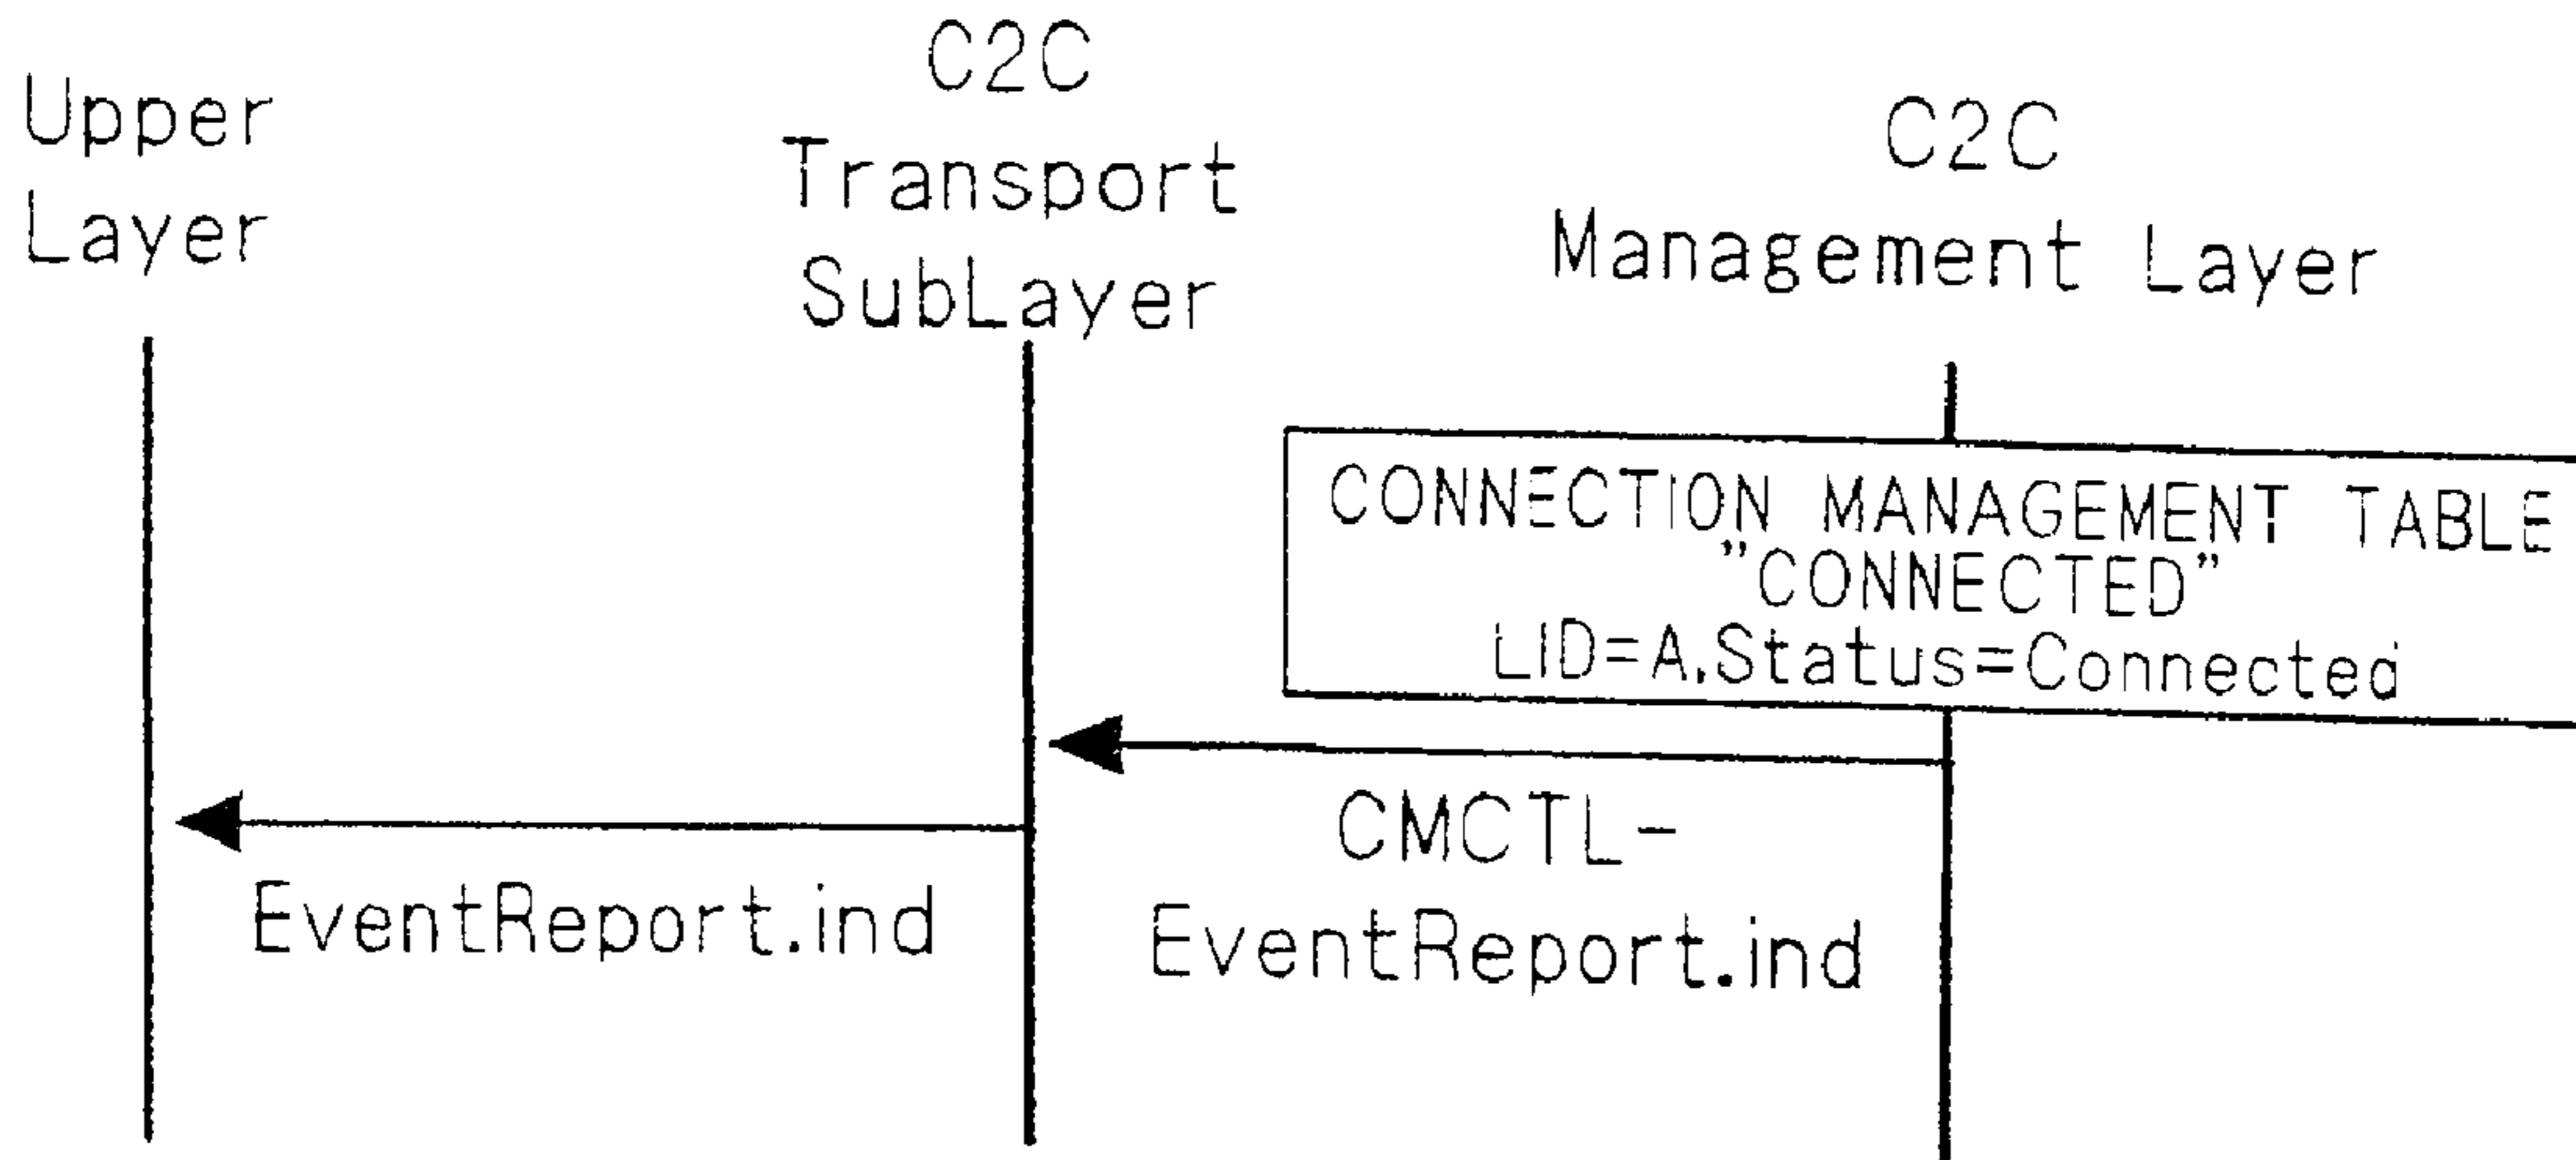 Upper
Layer
C2C
Transport
SubLayer
C2C
Management Layer
CONNECTION MANAGEMENT TABLE
"CONNECTED"
LID=A.Status=Connected
CMCTL-
EventReport.ind
EventReport.ind